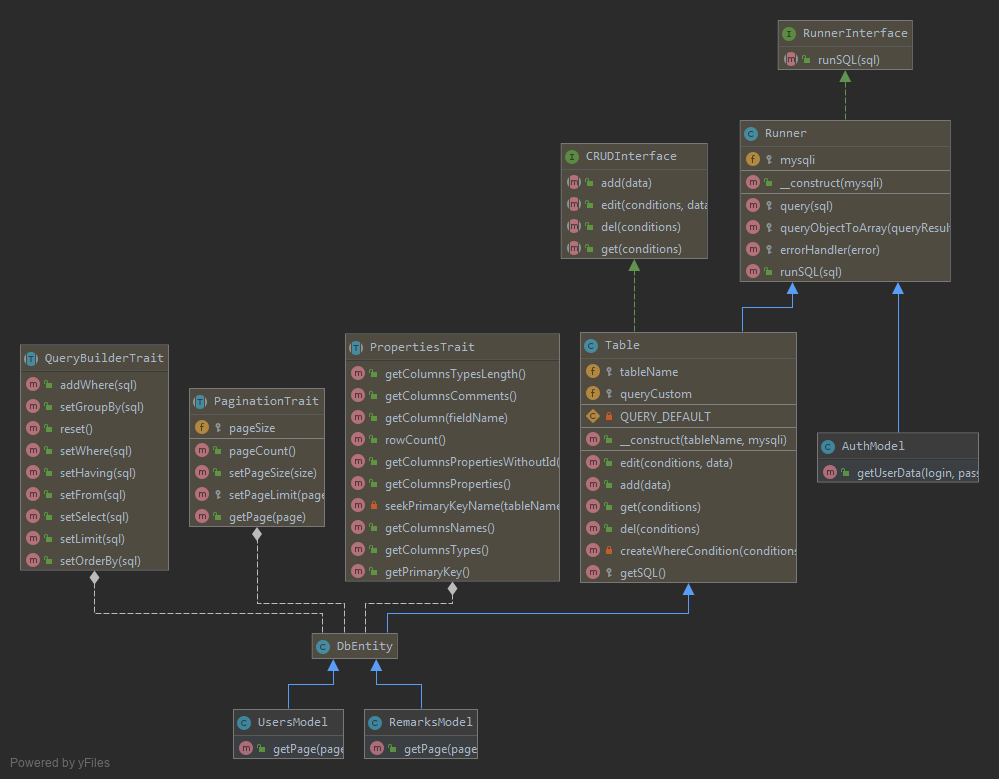 RunnerInterface
runSQL(sql)
Runner
mysqli
__construct(mysqli)
query(sql)
queryObjectToArray(queryResul
errorHandler(error)
runSQL(sql)
CRUDInterface
add(data)
edit(conditions, data
del(conditions)
get(conditions)
QueryBuilderTrait
addWhere(sql)
setGroupBy(sql)
reset()
setWhere(sql)
setHaving(sql)
setFrom(sql)
setSelect(sql)
setLimit(sql)
setOrderBy(sql)
PaginationTrait
pageSize
pageCount()
setPageSize(size)
setPageLimit(page
getPage(page)
PropertiesTrait
getColumnsTypesLength()
getColumnsComments()
getColumn(fieldName)
rowCount()
getColumnsPropertiesWithoutId(
getColumnsProperties()
seekPrimaryKeyName(tableName
getColumnsNames()
getColumnsTypes()
getPrimaryKey()
Table
tableName
queryCustom
QUERY_DEFAULT
__construct(tableName, mysqli)
edit(conditions, data)
add(data)
get(conditions)
del(conditions)
createWhereCondition(conditions
getSQL()
AuthModel
getUserData(login, pass
DbEntity
UsersModel
getPage(page
RemarksModel
getPage(page
Powered by yFiles